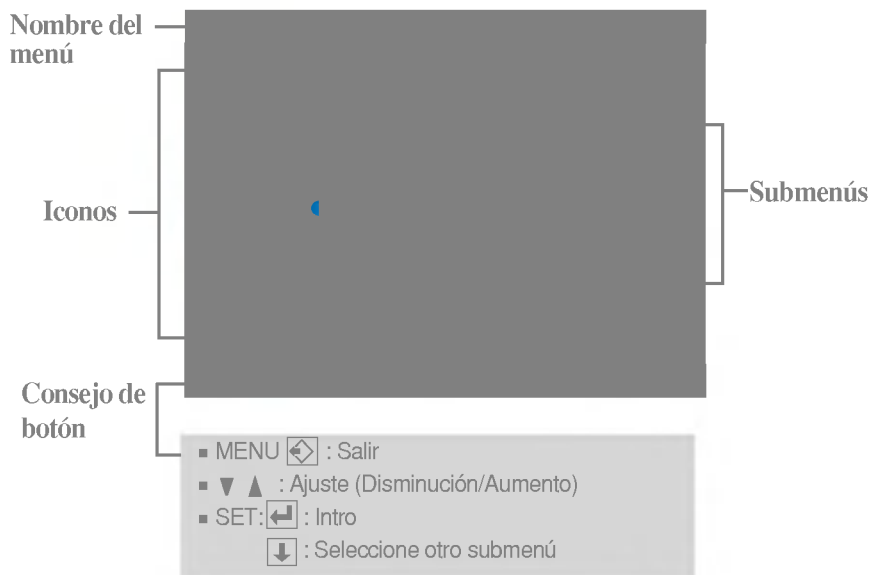 Nombre del
menú
Iconos
Submenús
Consejo de
botón
MENU : Salir
▼ ▲ : Ajuste (Disminución/Aumento)
SET: : Intro
: Seleccione otro submenú